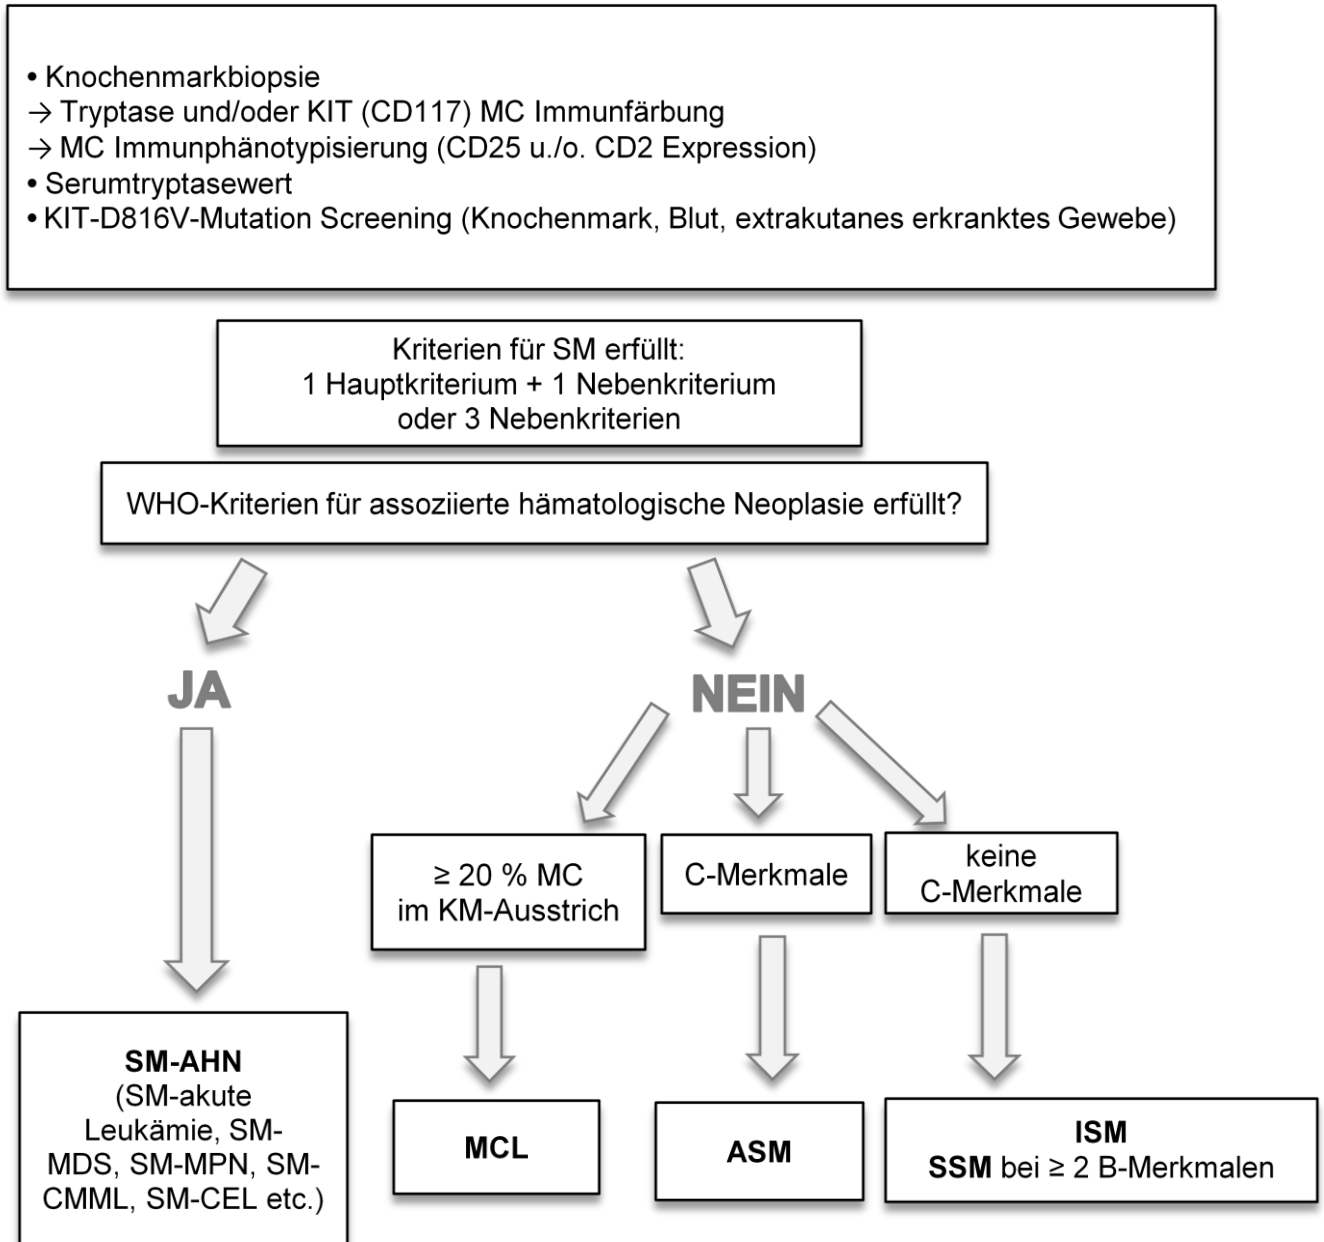 • Knochenmarkbiopsie
→ Tryptase und/oder KIT (CD117) MC Immunfärbung
→ MC Immunphänotypisierung (CD25 u./o. CD2 Expression)
• Serumtryptasewert
• KIT-D816V-Mutation Screening (Knochenmark, Blut, extrakutanes erkranktes Gewebe)
Kriterien für SM erfüllt:
1 Hauptkriterium + 1 Nebenkriterium
oder 3 Nebenkriterien
WHO-Kriterien für assoziierte hämatologische Neoplasie erfüllt?
JA
NEIN
≥ 20 % MC
im KM-Ausstrich
C-Merkmale
keine
C-Merkmale
SM-AHN
(SM-akute
Leukämie, SM-
MDS, SM-MPN, SM-
CMML, SM-CEL etc.)
MCL
ASM
ISM
SSM bei ≥ 2 B-Merkmalen